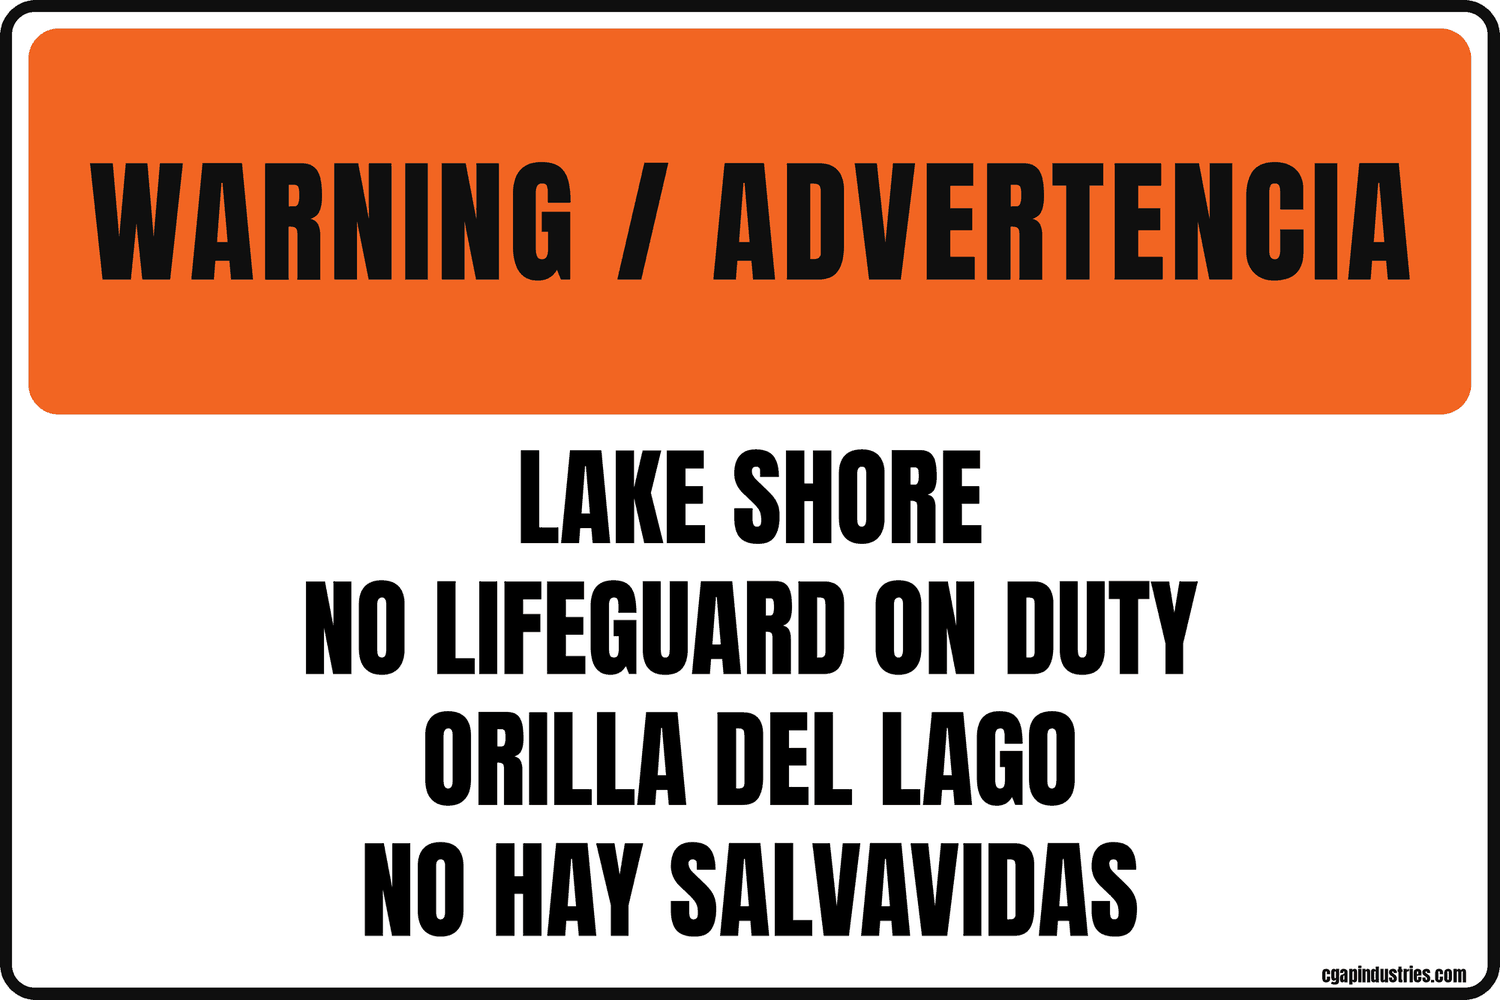 WARNING / ADVERTENCIA
LAKE SHORE
NO LIFEGUARD ON DUTY
ORILLA DEL LAGO
NO HAY SALVAVIDAS
cgapindustries.com